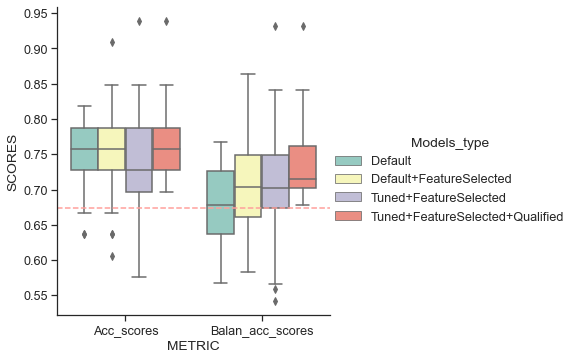 0.95
0.90
0.85
0.80
0.75
0.70
0.65
0.60
0.55
SCORES
Acc_scores
Balan_acc_scores
METRIC
Models_type
Default
Default+FeatureSelected
Tuned+FeatureSelected
Tuned+FeatureSelected+Qualified